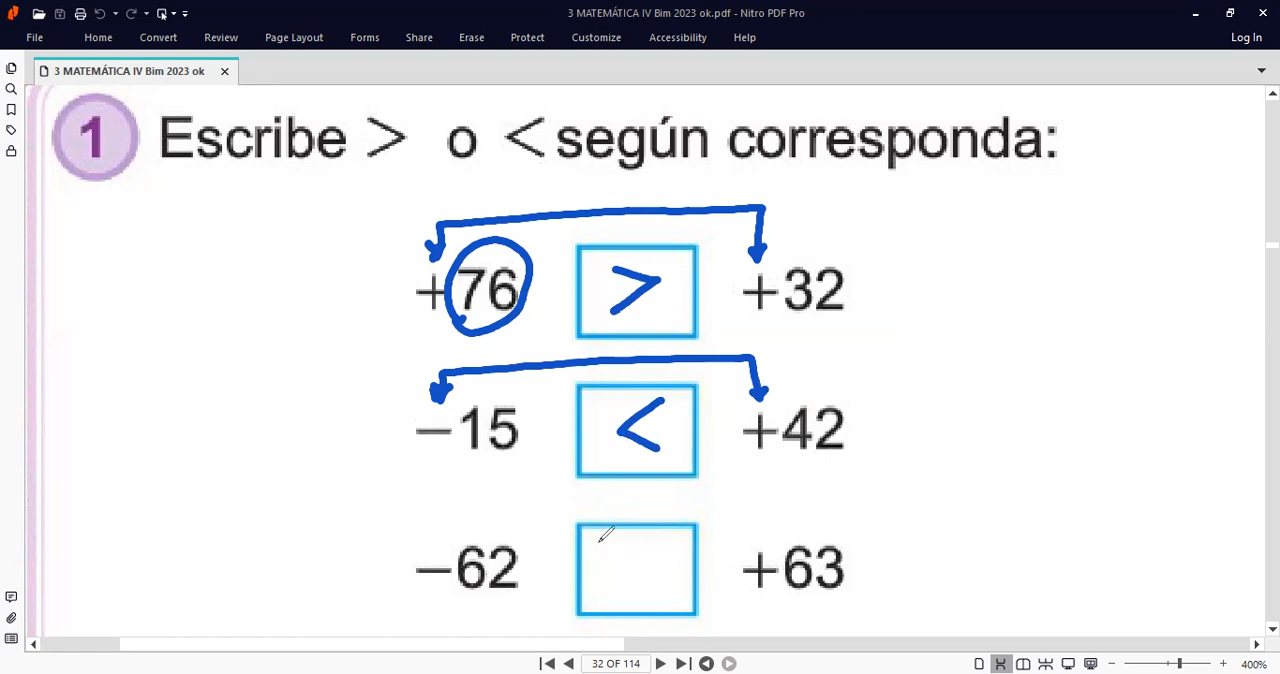 3 MATEMÁTICA IV Bim 2023 ok.pdf - Nitro PDF Pro
File Home Convert Review Page Layout Forms Share Erase Protect Customize Accessibility Help Log In
3 MATEMÁTICA IV Bim 2023 ok
1 Escribe > o < según corresponda:
+76 > +32
−15 < +42
−62 +63
32 OF 114
400%